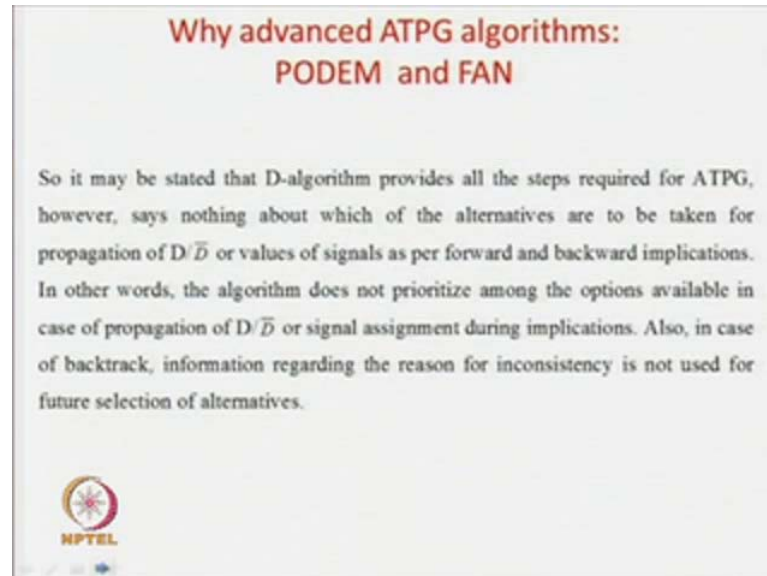 Why advanced ATPG algorithms:
PODEM and FAN
So it may be stated that D-algorithm provides all the steps required for ATPG,
however, says nothing about which of the alternatives are to be taken for
propagation of D/D̅ or values of signals as per forward and backward implications.
In other words, the algorithm does not prioritize among the options available in
case of propagation of D/D̅ or signal assignment during implications. Also, in case
of backtrack, information regarding the reason for inconsistency is not used for
future selection of alternatives.
NPTEL